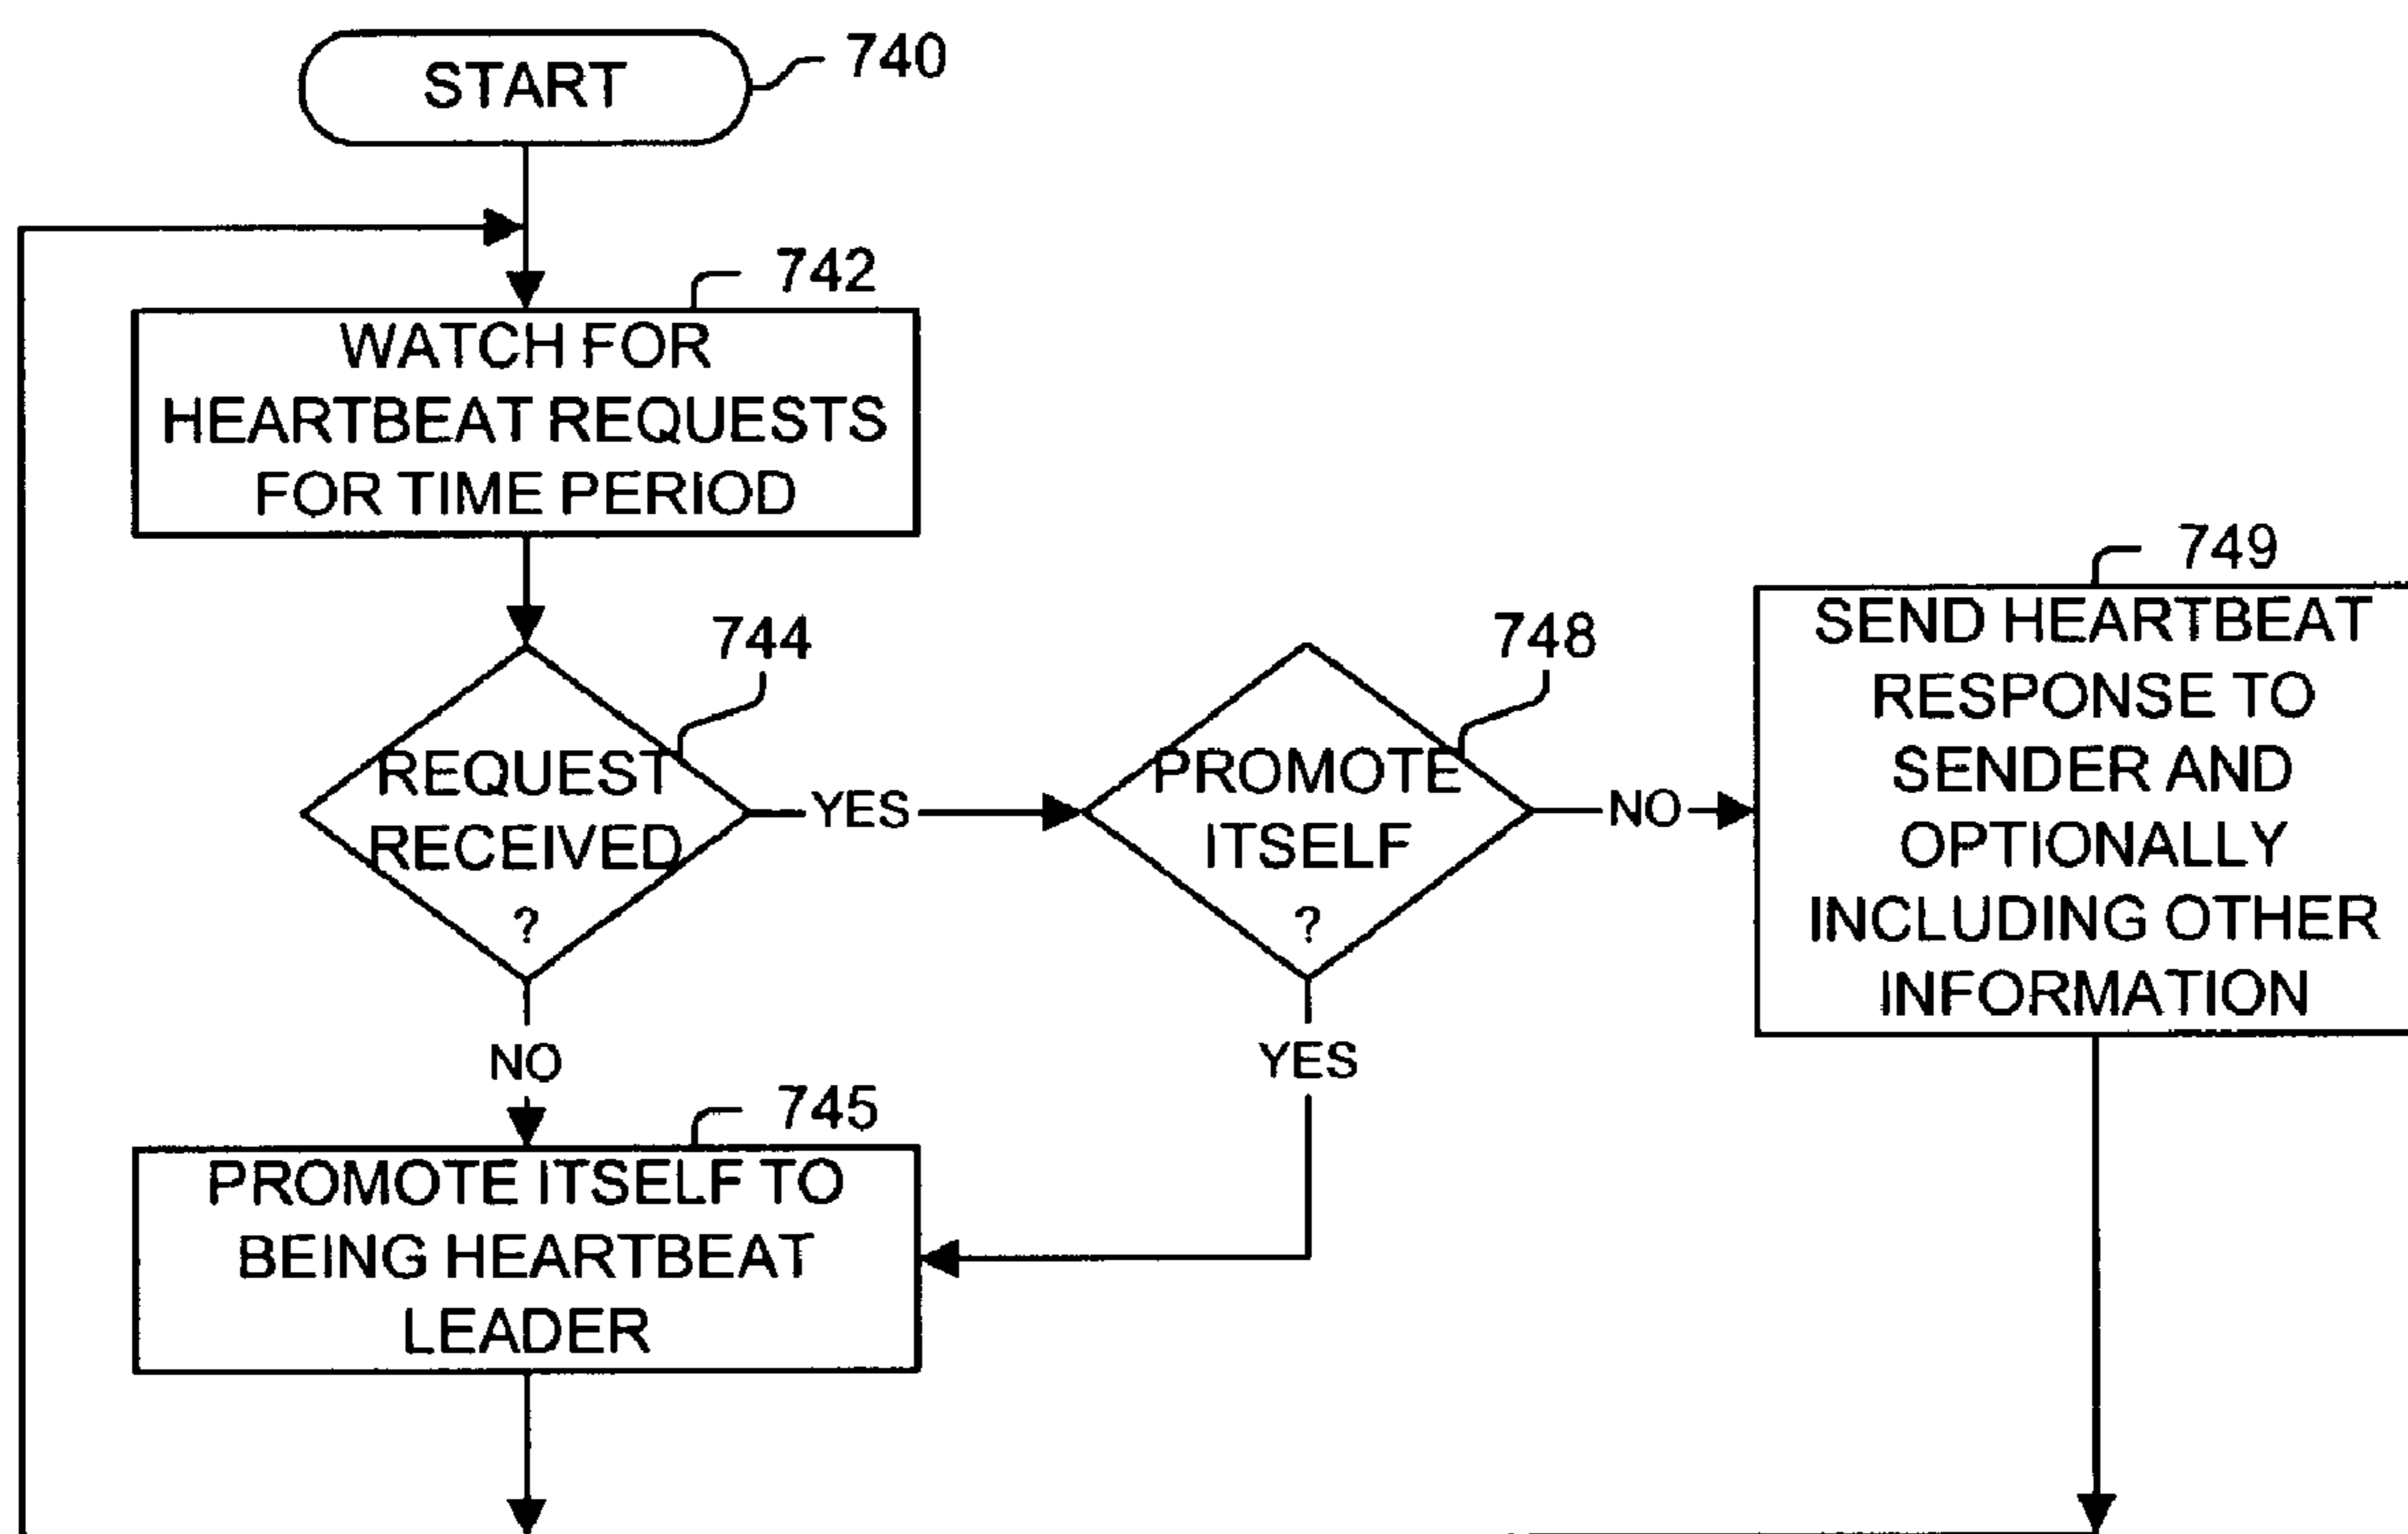 START
740
742
WATCH FOR
HEARTBEAT REQUESTS
FOR TIME PERIOD
744
REQUEST
RECEIVED
?
YES
748
PROMOTE
ITSELF
?
NO
749
SEND HEARTBEAT
RESPONSE TO
SENDER AND
OPTIONALLY
INCLUDING OTHER
INFORMATION
NO
YES
745
PROMOTE ITSELF TO
BEING HEARTBEAT
LEADER